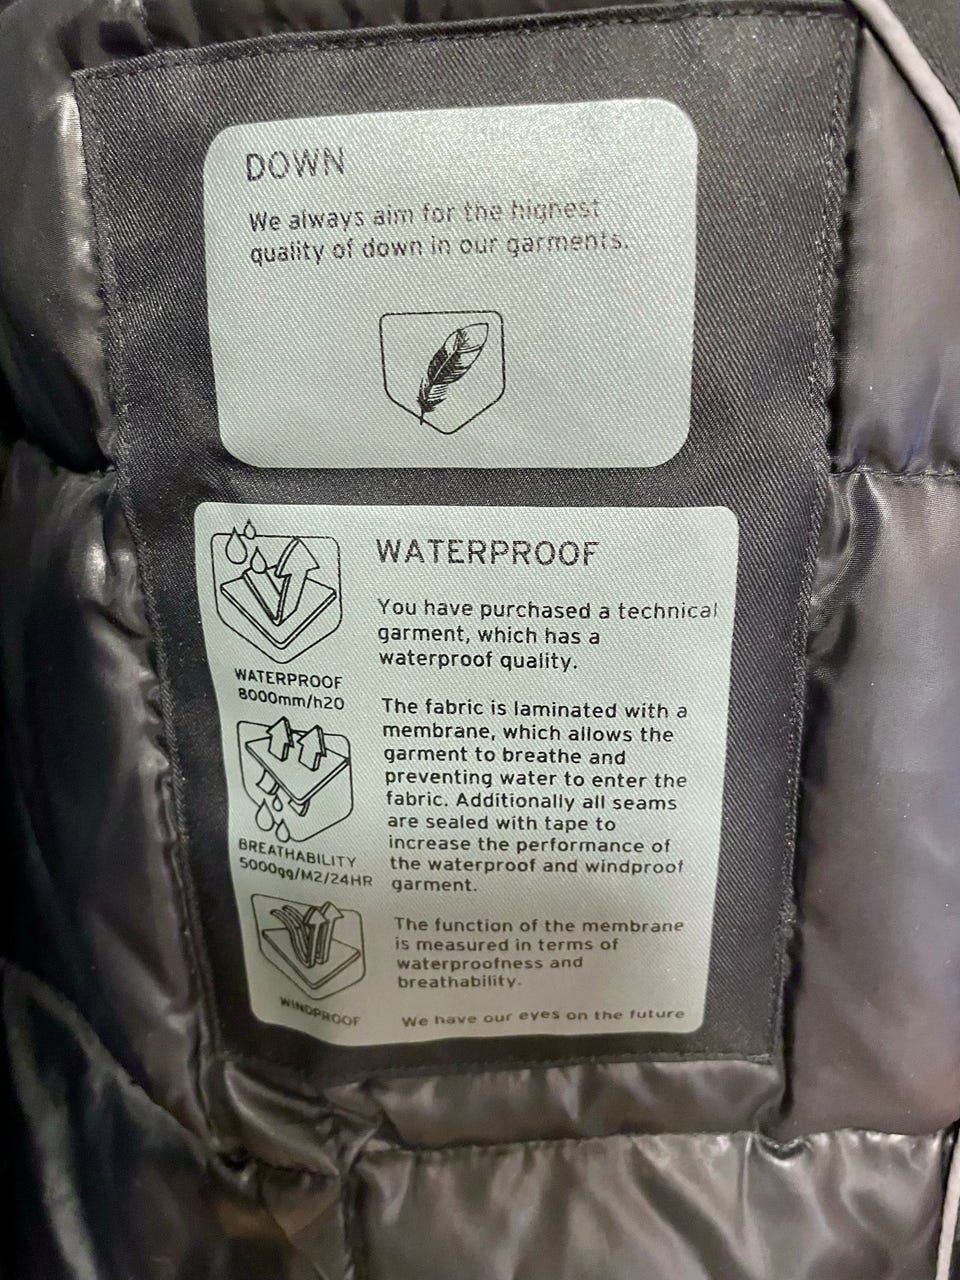 DOWN
We always aim for the highest
quality of down in our garments.
WATERPROOF
8000mm/h20
BREATHABILITY
5000gg/M2/24HR
WINDPROOF
WATERPROOF
You have purchased a technical
garment, which has a
waterproof quality.
The fabric is laminated with a
membrane, which allows the
garment to breathe and
preventing water to enter the
fabric. Additionally all seams
are sealed with tape to
increase the performance of
the waterproof and windproof
garment.
The function of the membrane
is measured in terms of
waterproofness and
breathability.
We have our eyes on the future